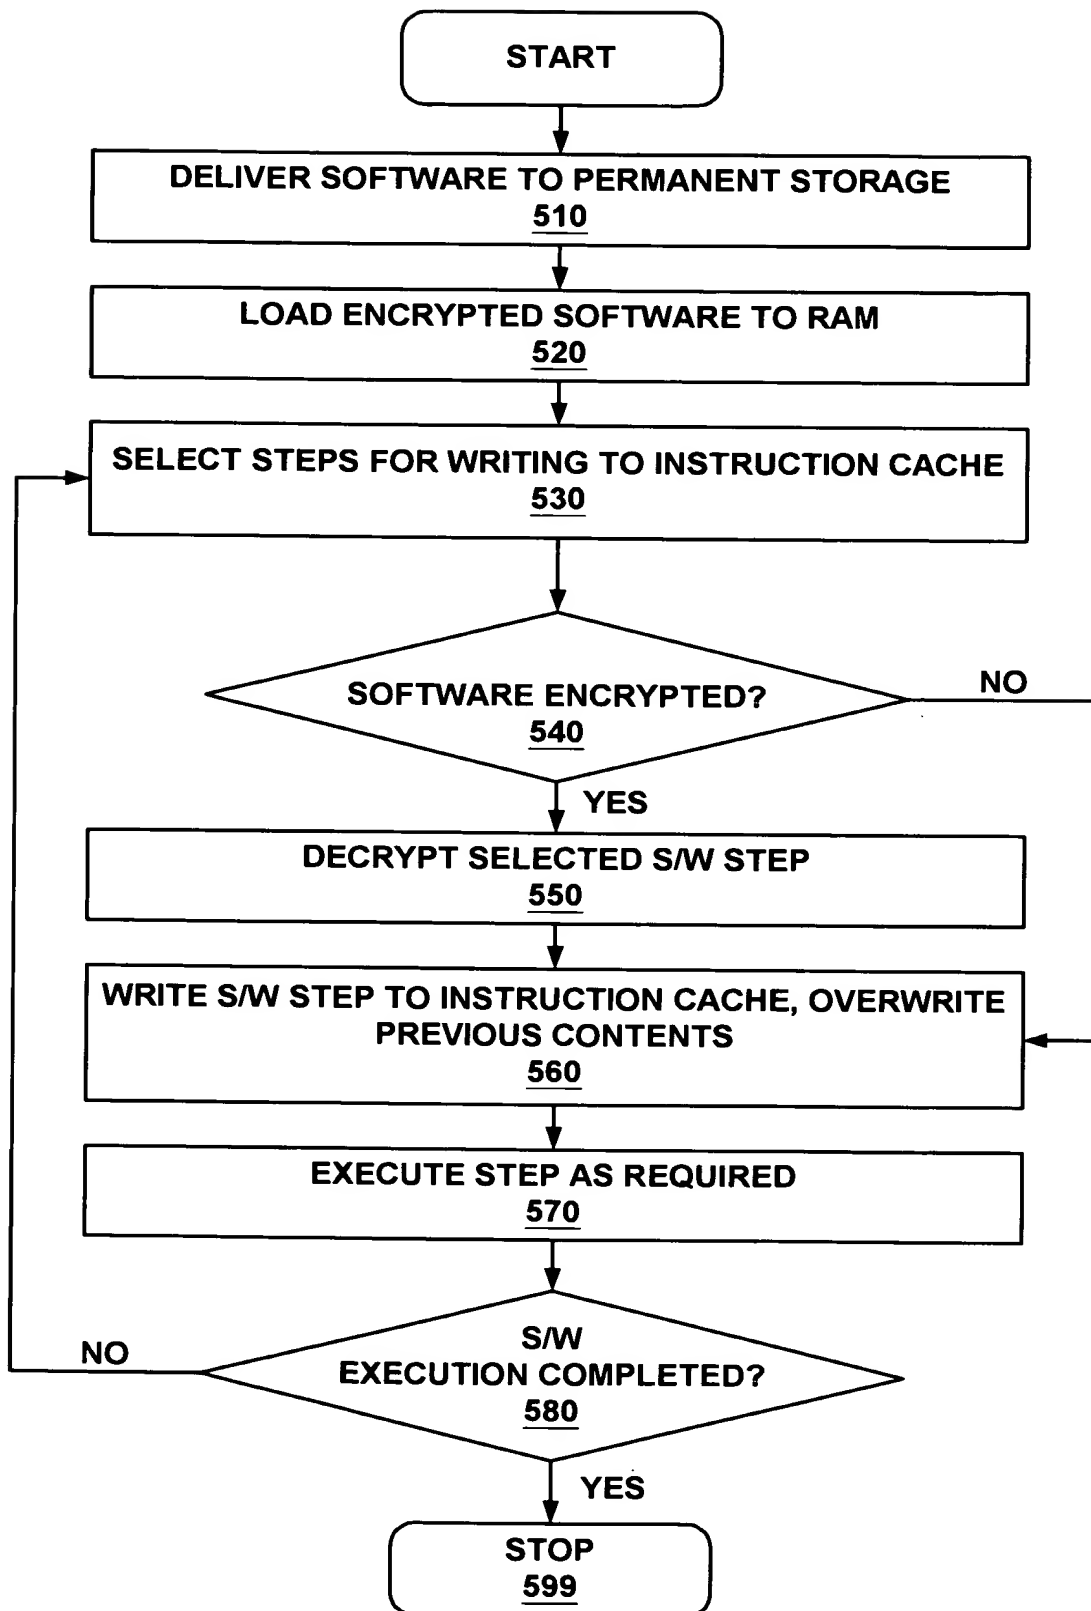 START
DELIVER SOFTWARE TO PERMANENT STORAGE
510
LOAD ENCRYPTED SOFTWARE TO RAM
520
SELECT STEPS FOR WRITING TO INSTRUCTION CACHE
530
SOFTWARE ENCRYPTED?
540
NO
YES
DECRYPT SELECTED S/W STEP
550
WRITE S/W STEP TO INSTRUCTION CACHE, OVERWRITE
PREVIOUS CONTENTS
560
EXECUTE STEP AS REQUIRED
570
S/W
EXECUTION COMPLETED?
580
NO
YES
STOP
599